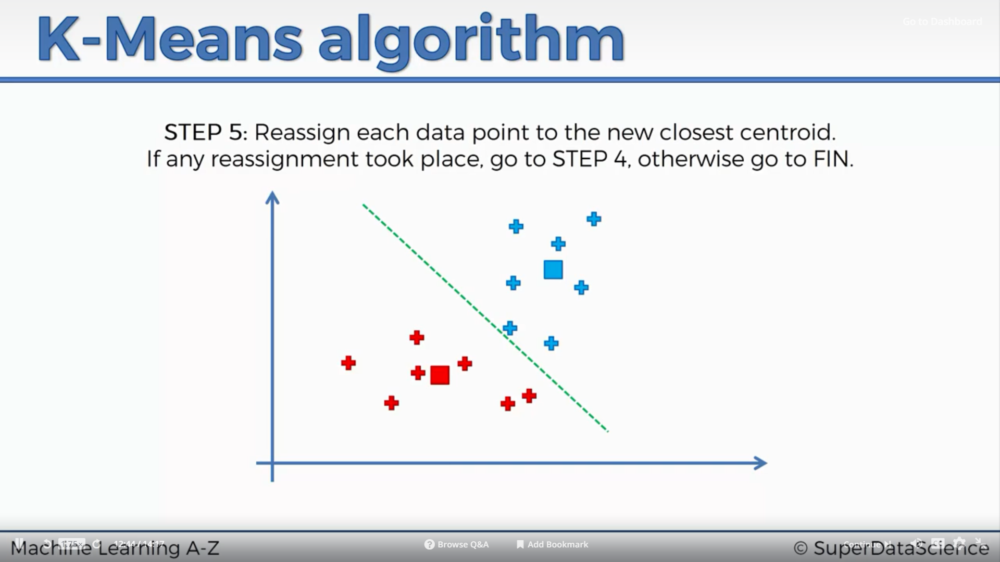 K-Means algorithm
Go to Dashboard
STEP 5: Reassign each data point to the new closest centroid.
If any reassignment took place, go to STEP 4, otherwise go to FIN.
Machine Learning A-Z
1.75x
12:44 / 14:17
? Browse Q&A
Add Bookmark
Continue
CC
© SuperDataScience